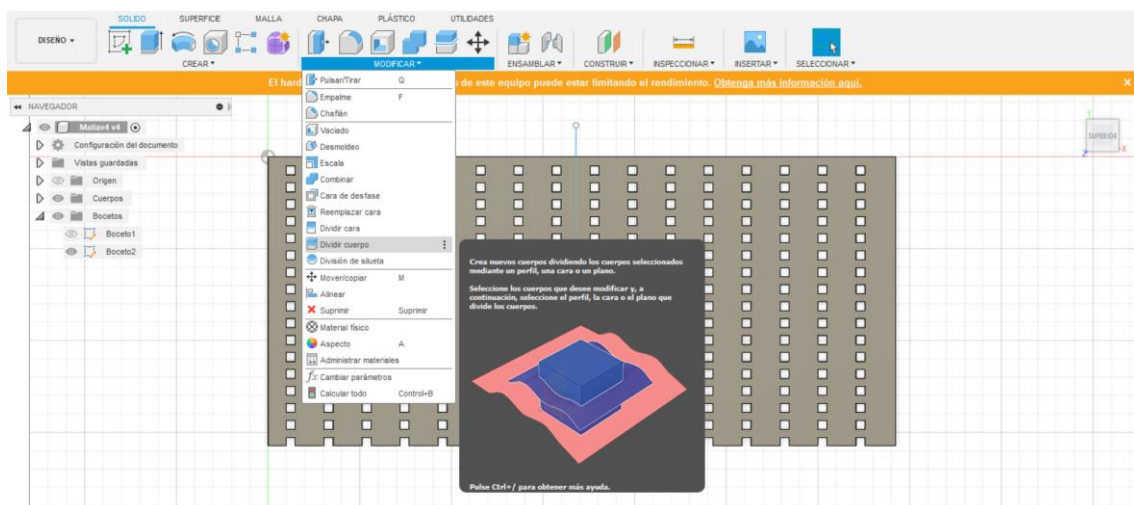 SOLIDO SUPERFICIE MALLA CHAPA PLÁSTICO UTILIDADES
DISEÑO
CREAR MODIFICAR ENSAMBLAR CONSTRUIR INSPECCIONAR INSERTAR SELECCIONAR
El hard de este equipo puede estar limitando el rendimiento. Obtenga más información aquí.
NAVEGADOR
Mallav4 v4
Configuración del documento
Vistas guardadas
Origen
Cuerpos
Bocetos
Boceto1
Boceto2
Pulsar/Tirar Q
Empalme F
Chaflán
Vaciado
Desmoldeo
Escala
Combinar
Cara de desfase
Reemplazar cara
Dividir cara
Dividir cuerpo
División de silueta
Mover/copiar M
Alinear
Suprimir Suprimir
Material físico
Aspecto A
Administrar materiales
fx Cambiar parámetros
Calcular todo Control+B
Crea nuevos cuerpos dividiendo los cuerpos seleccionados
mediante un perfil, una cara o un plano.
Seleccione los cuerpos que desee modificar y, a
continuación, seleccione el perfil, la cara o el plano que
divide los cuerpos.
Pulse Ctrl+/ para obtener más ayuda.
Y
SUPERIOR
Z
X